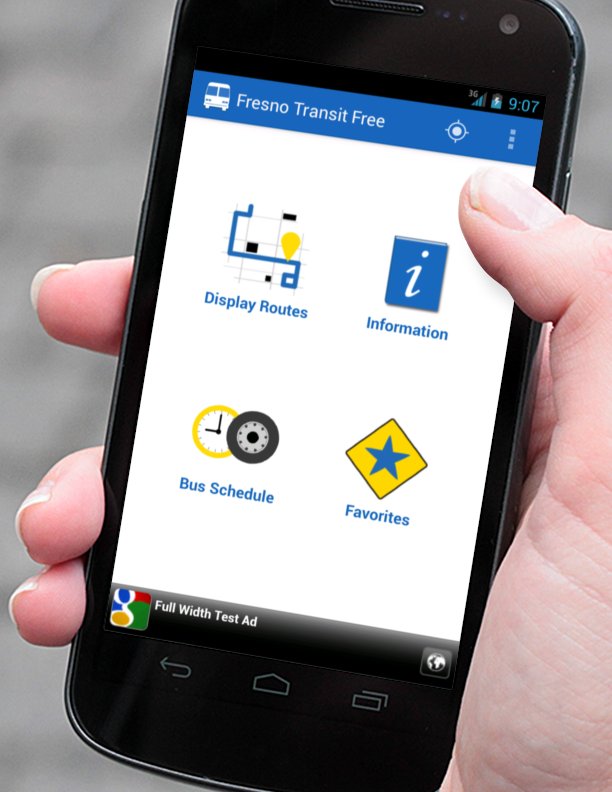 3G 9:07
Fresno Transit Free
Display Routes
i
Information
Bus Schedule
Favorites
g
Full Width Test Ad